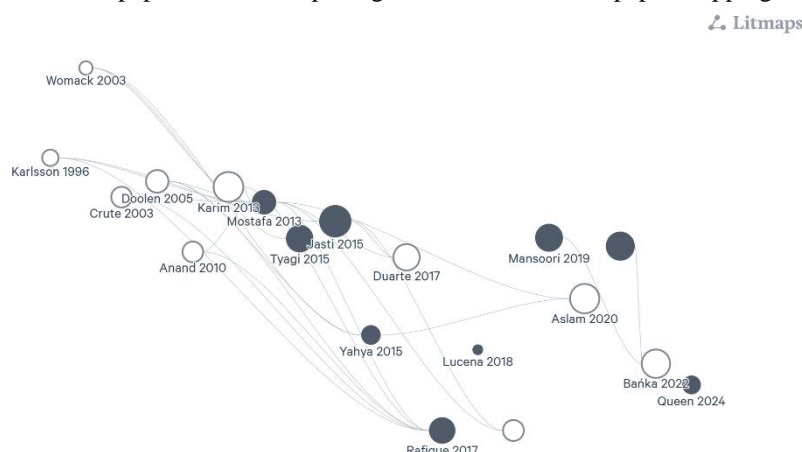 Litmaps
Womack 2003
Karlsson 1996
Doolen 2005
Crute 2003
Karim 2013
Mostafa 2013
Jasti 2015
Tyagi 2015
Anand 2010
Duarte 2017
Mansoori 2019
Aslam 2020
Yahya 2015
Lucena 2018
Bańka 2022
Queen 2024
Rafique 2017